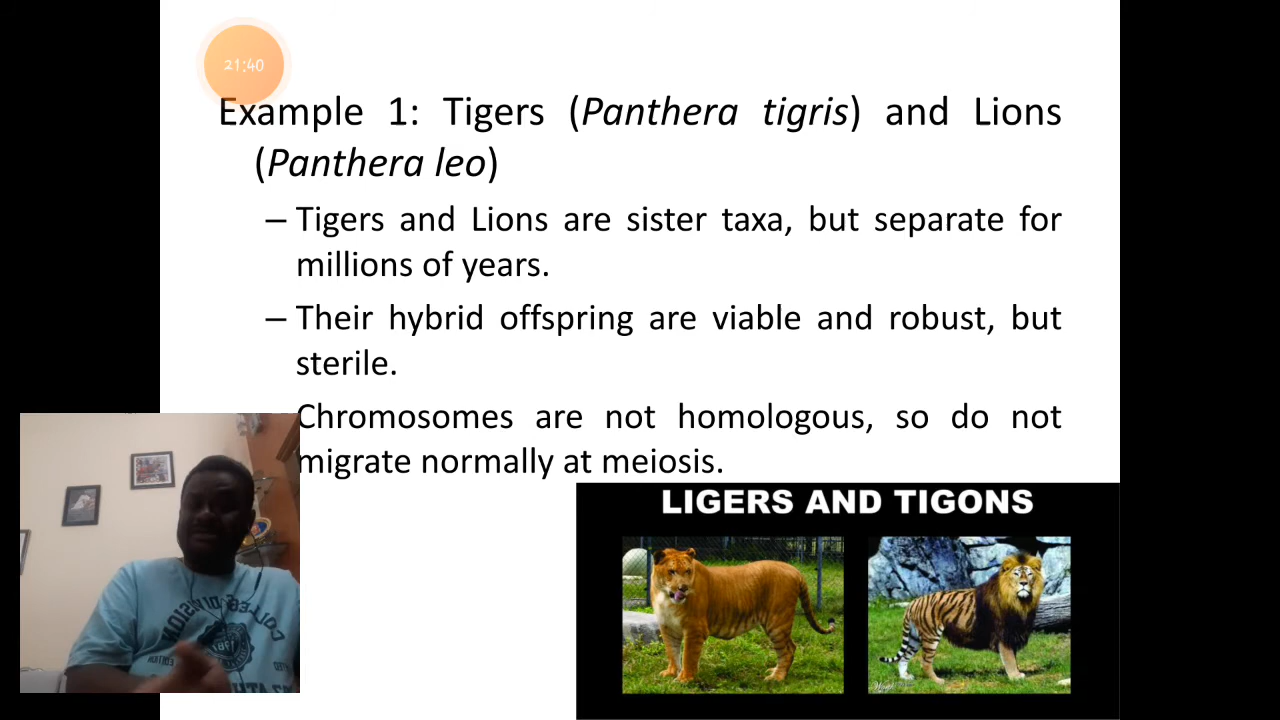 21:40
Example 1: Tigers (Panthera tigris) and Lions
(Panthera leo)
– Tigers and Lions are sister taxa, but separate for
millions of years.
– Their hybrid offspring are viable and robust, but
sterile.
Chromosomes are not homologous, so do not
migrate normally at meiosis.
LIGERS AND TIGONS
COLLEGE DIVISION